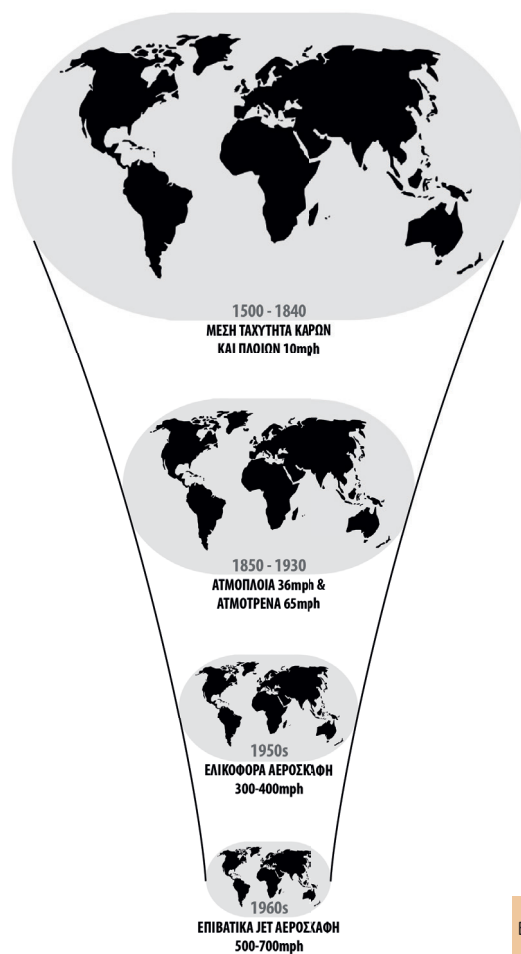 1500 - 1840
ΜΕΣΗ ΤΑΧΥΤΗΤΑ ΚΑΡΩΝ
ΚΑΙ ΠΛΟΙΩΝ 10mph
1850 - 1930
ΑΤΜΟΠΛΟΙΑ 36mph &
ΑΤΜΟΤΡΕΝΑ 65mph
1950s
ΕΛΙΚΟΦΟΡΑ ΑΕΡΟΣΚΑΦΗ
300-400mph
1960s
ΕΠΙΒΑΤΙΚΑ JET ΑΕΡΟΣΚΑΦΗ
500-700mph